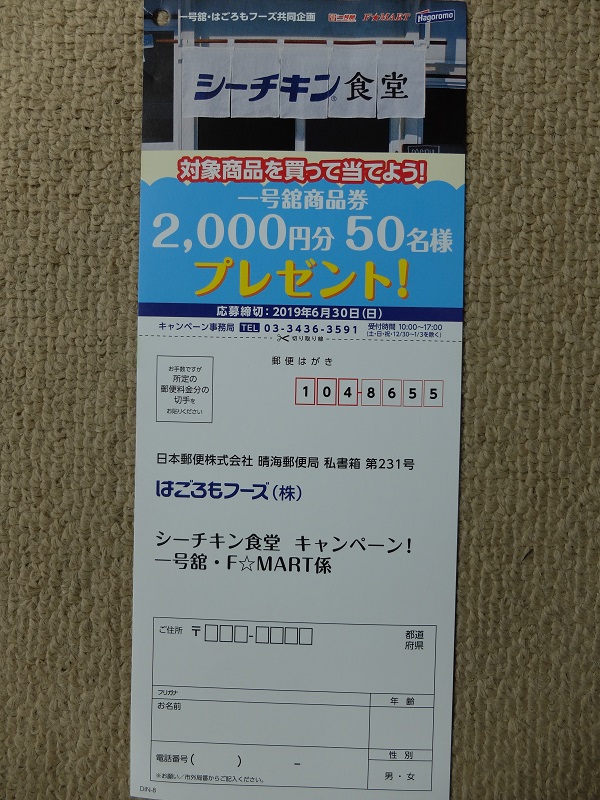 一号舘・はごろもフーズ共同企画
一号舘 F☆MART Hagoromo
シーチキン®食堂
menu
対象商品を買って当てよう!
一号舘商品券
2,000円分 50名様
プレゼント!
応募締切:2019年6月30日(日)
キャンペーン事務局 TEL 03-3436-3591 受付時間 10:00〜17:00
(土・日・祝・12/30〜1/3を除く)
切り取り線
郵便はがき
お手数ですが
所定の
郵便料金分の
切手を
お貼りください
104-8655
日本郵便株式会社 晴海郵便局 私書箱 第231号
はごろもフーズ(株)
シーチキン食堂 キャンペーン!
一号舘・F☆MART係
ご住所 〒□□□-□□□□ 都道
府県
フリガナ
お名前
年齢
電話番号 ( ) -
※お願い/市外局番からご記入ください。
性別
男・女
DIN-B